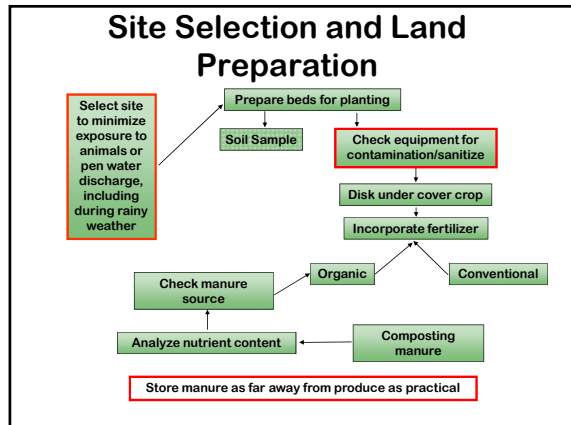 Site Selection and Land
Preparation
Select site
to minimize
exposure to
animals or
pen water
discharge,
including
during rainy
weather
Prepare beds for planting
Soil Sample
Check equipment for
contamination/sanitize
Disk under cover crop
Incorporate fertilizer
Check manure
source
Organic
Conventional
Analyze nutrient content
Composting
manure
Store manure as far away from produce as practical